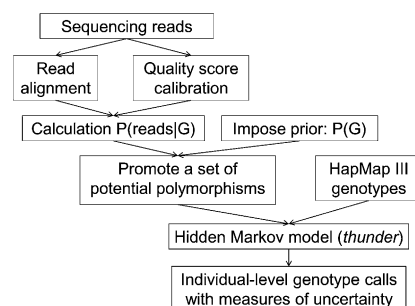 Sequencing reads
Read
alignment
Quality score
calibration
Calculation P(reads|G)
Impose prior: P(G)
Promote a set of
potential polymorphisms
HapMap III
genotypes
Hidden Markov model (thunder)
Individual-level genotype calls
with measures of uncertainty